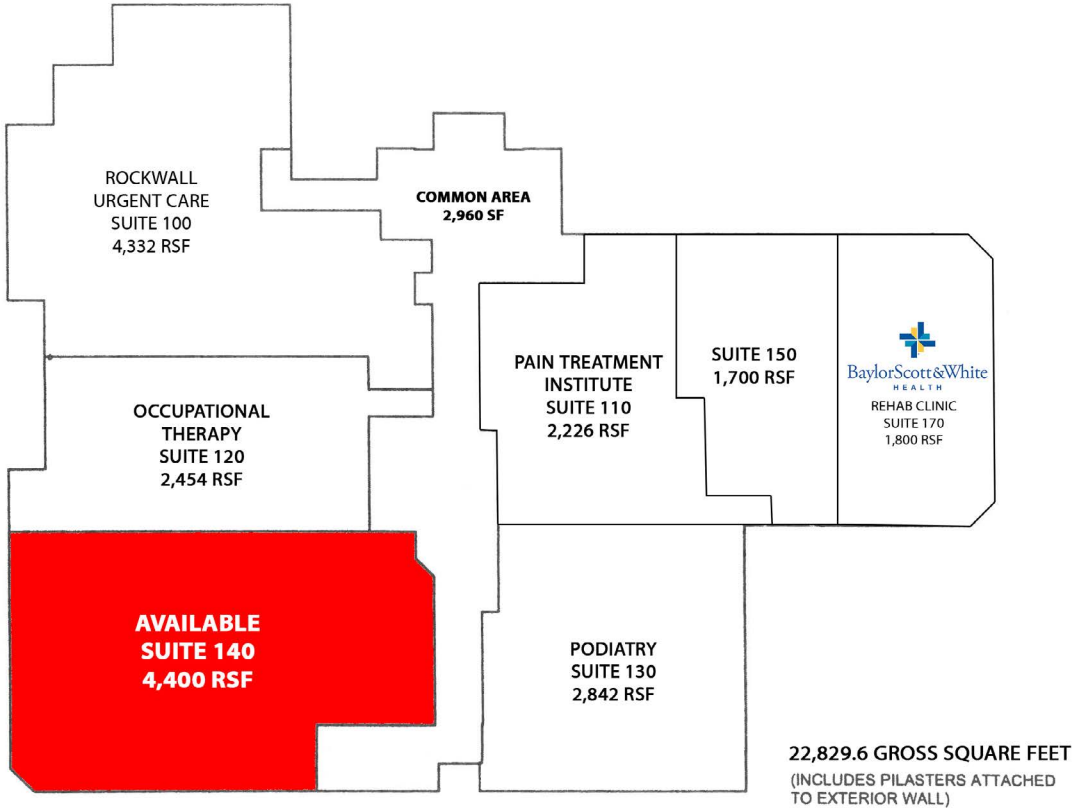 ROCKWALL
URGENT CARE
SUITE 100
4,332 RSF
COMMON AREA
2,960 SF
PAIN TREATMENT
INSTITUTE
SUITE 110
2,226 RSF
SUITE 150
1,700 RSF
BaylorScott&White
HEALTH
REHAB CLINIC
SUITE 170
1,800 RSF
OCCUPATIONAL
THERAPY
SUITE 120
2,454 RSF
AVAILABLE
SUITE 140
4,400 RSF
PODIATRY
SUITE 130
2,842 RSF
22,829.6 GROSS SQUARE FEET
(INCLUDES PILASTERS ATTACHED
TO EXTERIOR WALL)